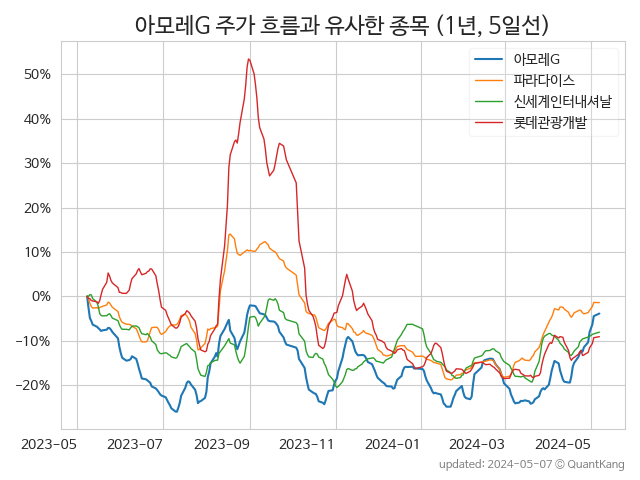 아모레G 주가 흐름과 유사한 종목 (1년, 5일선)
아모레G
파라다이스
신세계인터내셔날
롯데관광개발
50%
40%
30%
20%
10%
0%
−10%
−20%
2023-05 2023-07 2023-09 2023-11 2024-01 2024-03 2024-05
updated: 2024-05-07 © QuantKang